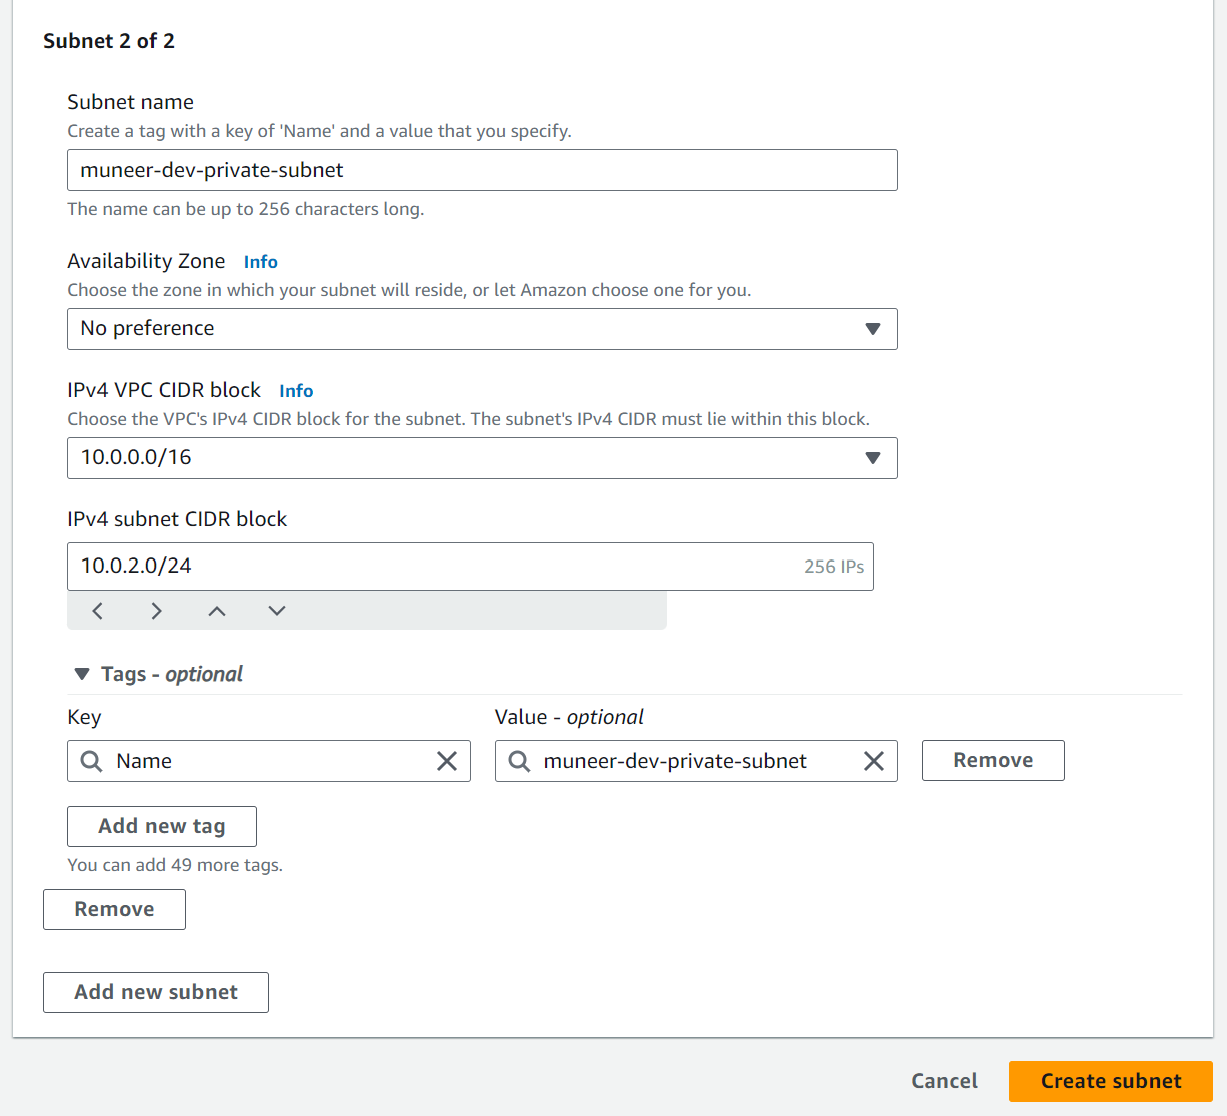 Subnet 2 of 2
Subnet name
Create a tag with a key of 'Name' and a value that you specify.
muneer-dev-private-subnet
The name can be up to 256 characters long.
Availability Zone Info
Choose the zone in which your subnet will reside, or let Amazon choose one for you.
No preference
IPv4 VPC CIDR block Info
Choose the VPC's IPv4 CIDR block for the subnet. The subnet's IPv4 CIDR must lie within this block.
10.0.0.0/16
IPv4 subnet CIDR block
10.0.2.0/24 256 IPs
Tags - optional
Key Value - optional
Name muneer-dev-private-subnet Remove
Add new tag
You can add 49 more tags.
Remove
Add new subnet
Cancel Create subnet